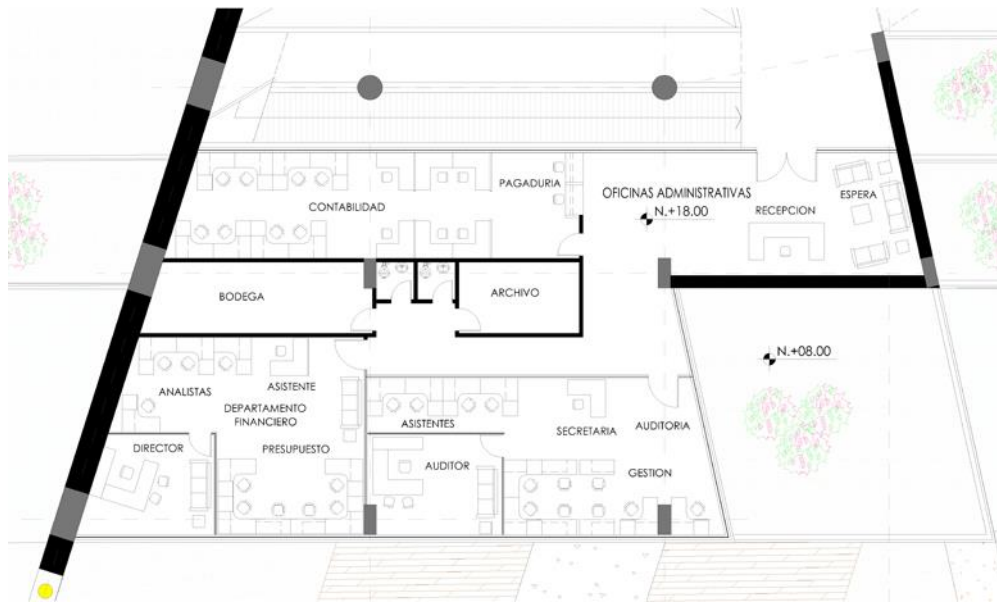 PAGADURIA
OFICINAS ADMINISTRATIVAS
ESPERA
CONTABILIDAD
N.+18.00
RECEPCION
BODEGA
ARCHIVO
N.+08.00
ANALISTAS
ASISTENTE
DEPARTAMENTO
FINANCIERO
ASISTENTES
SECRETARIA
AUDITORIA
DIRECTOR
PRESUPUESTO
AUDITOR
GESTION